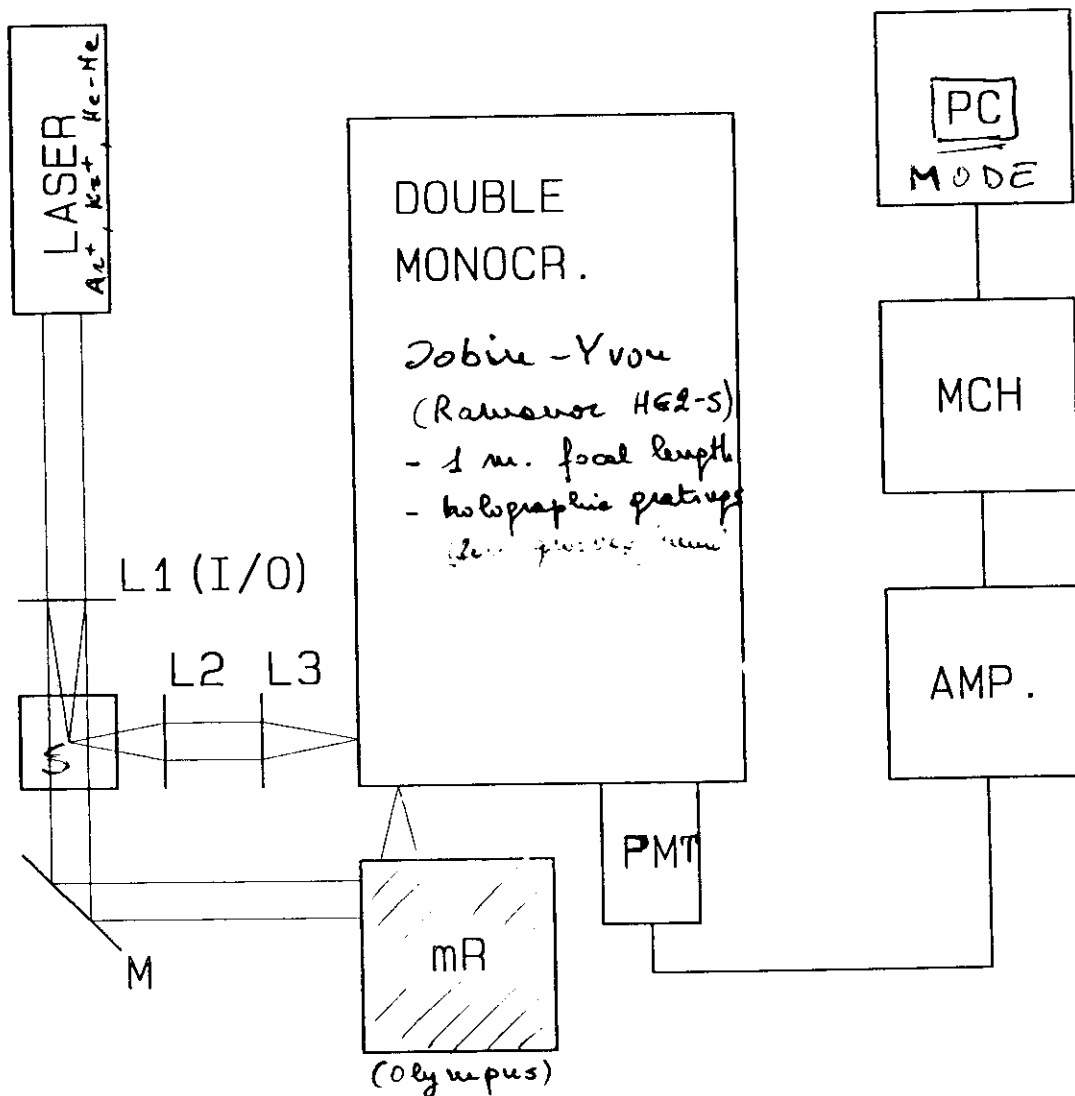 LASER
Ar+, Kr+, He-Ne
L1 (I/O)
L2
L3
S
M
DOUBLE
MONOCR.
Jobin-Yvon
(Ramanor HG2-S)
- 1 m. focal length
- holographic gratings
mR
(Olympus)
PMT
PC
MODE
MCH
AMP.